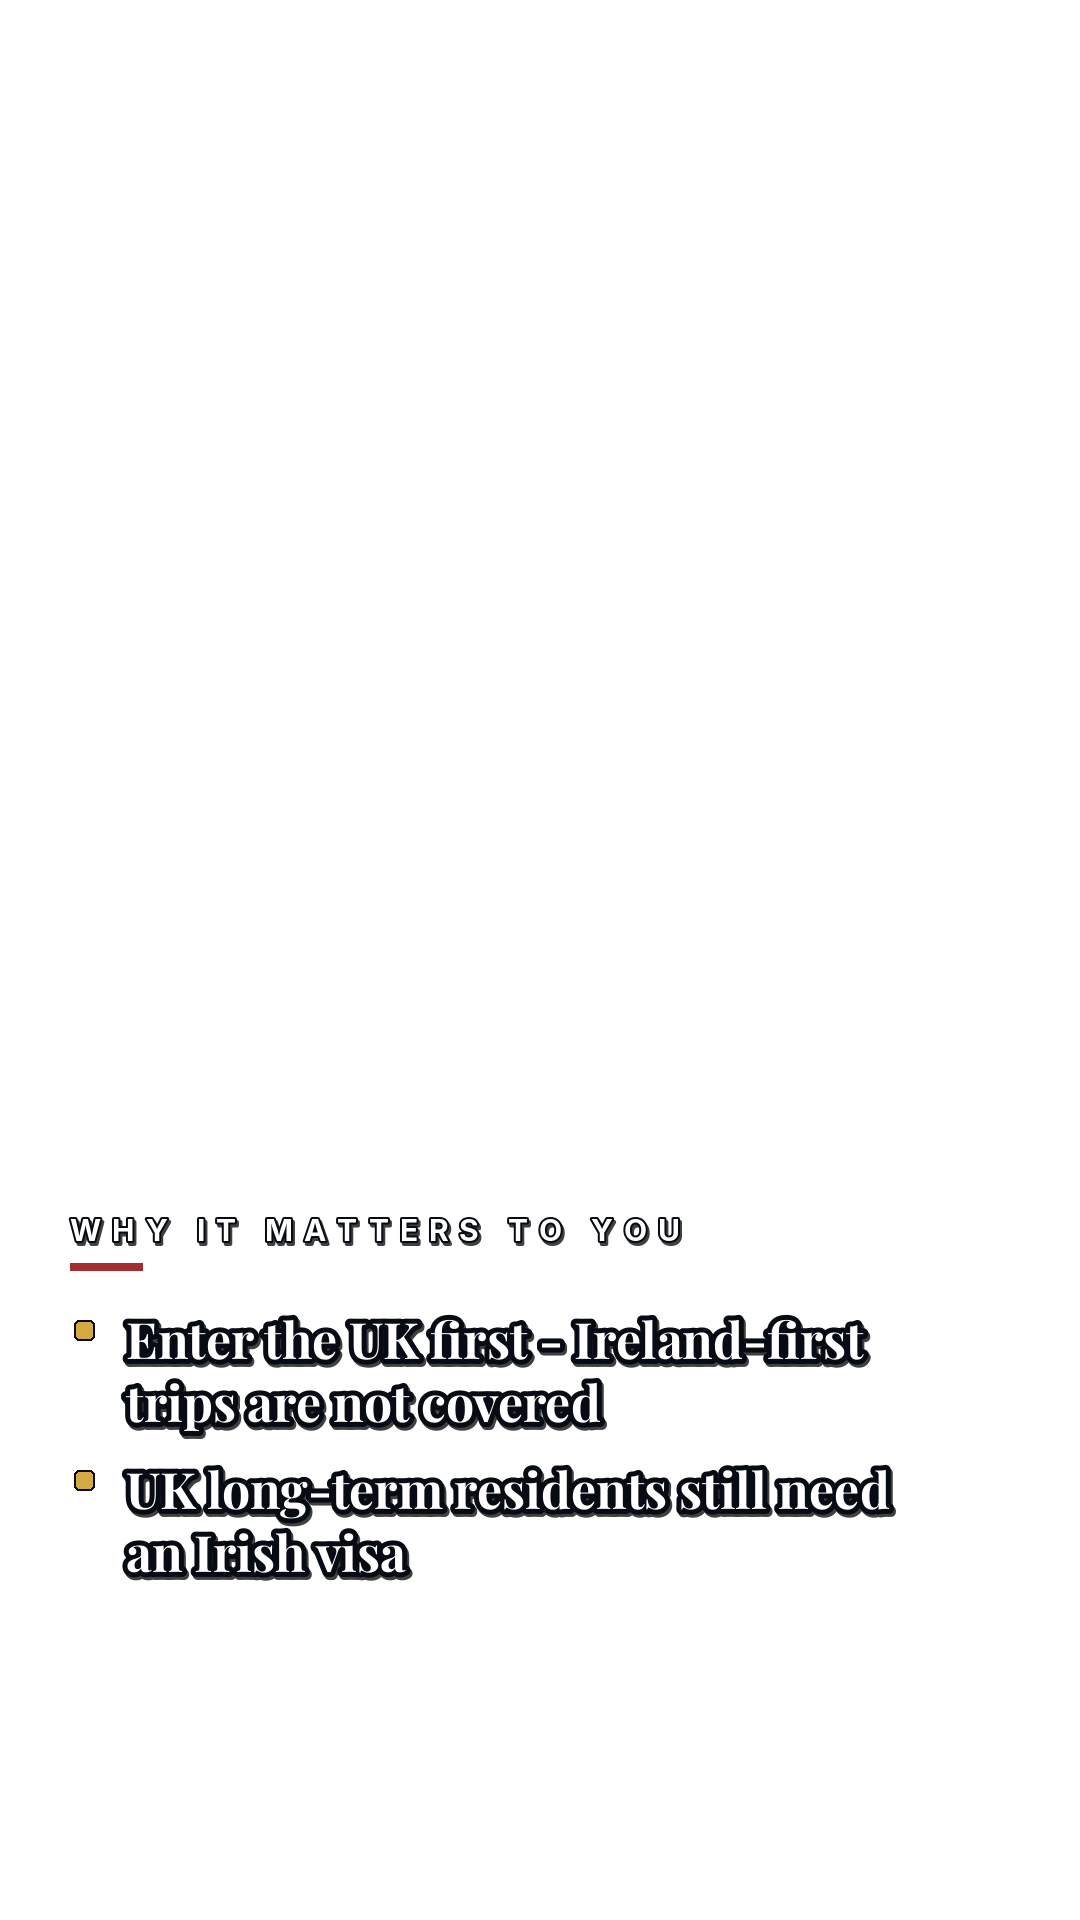 WHY IT MATTERS TO YOU
Enter the UK first - Ireland-first
trips are not covered
UK long-term residents still need
an Irish visa